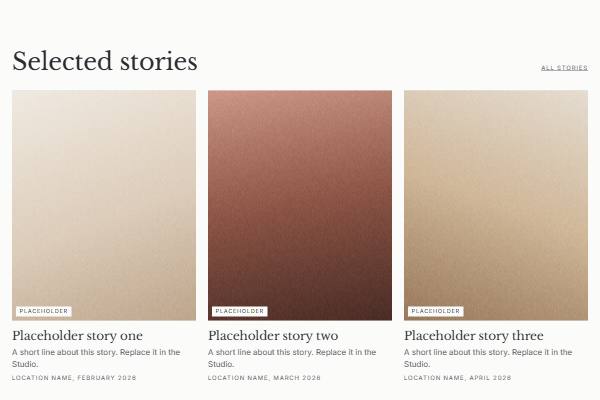 Selected stories
ALL STORIES
PLACEHOLDER
PLACEHOLDER
PLACEHOLDER
Placeholder story one
A short line about this story. Replace it in the
Studio.
LOCATION NAME, FEBRUARY 2026
Placeholder story two
A short line about this story. Replace it in the
Studio.
LOCATION NAME, MARCH 2026
Placeholder story three
A short line about this story. Replace it in the
Studio.
LOCATION NAME, APRIL 2026